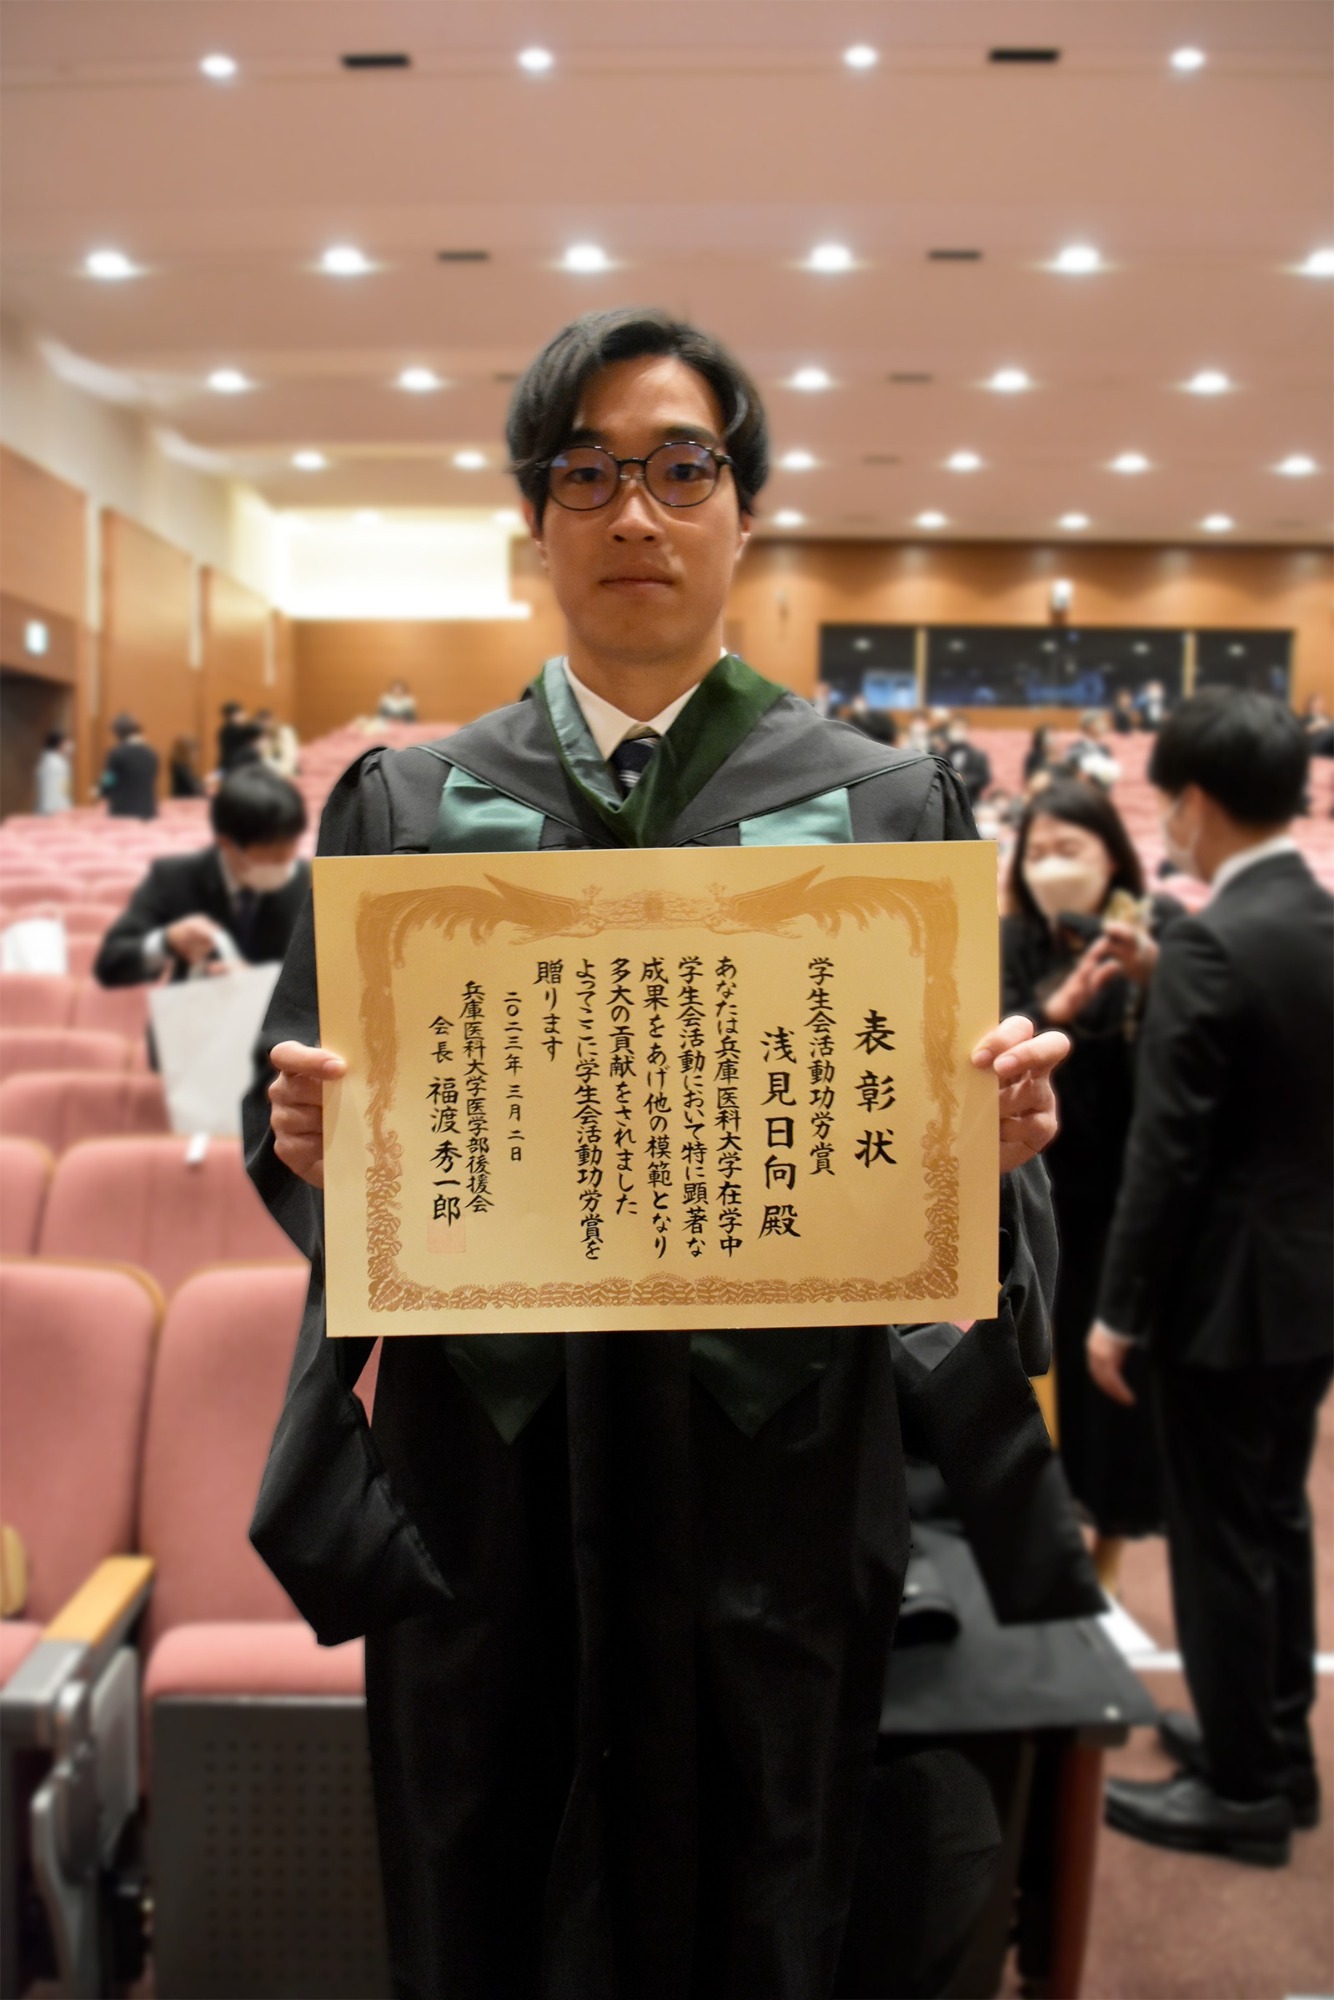 表彰状
学生会活動功労賞
浅見日向殿
あなたは兵庫医科大学在学中
学生会活動において特に顕著な
成果をあげ他の模範となり
多大の貢献をされました
よってここに学生会活動功労賞を
贈ります
二〇二三年三月二日
兵庫医科大学医学部後援会
会長 福渡秀一郎